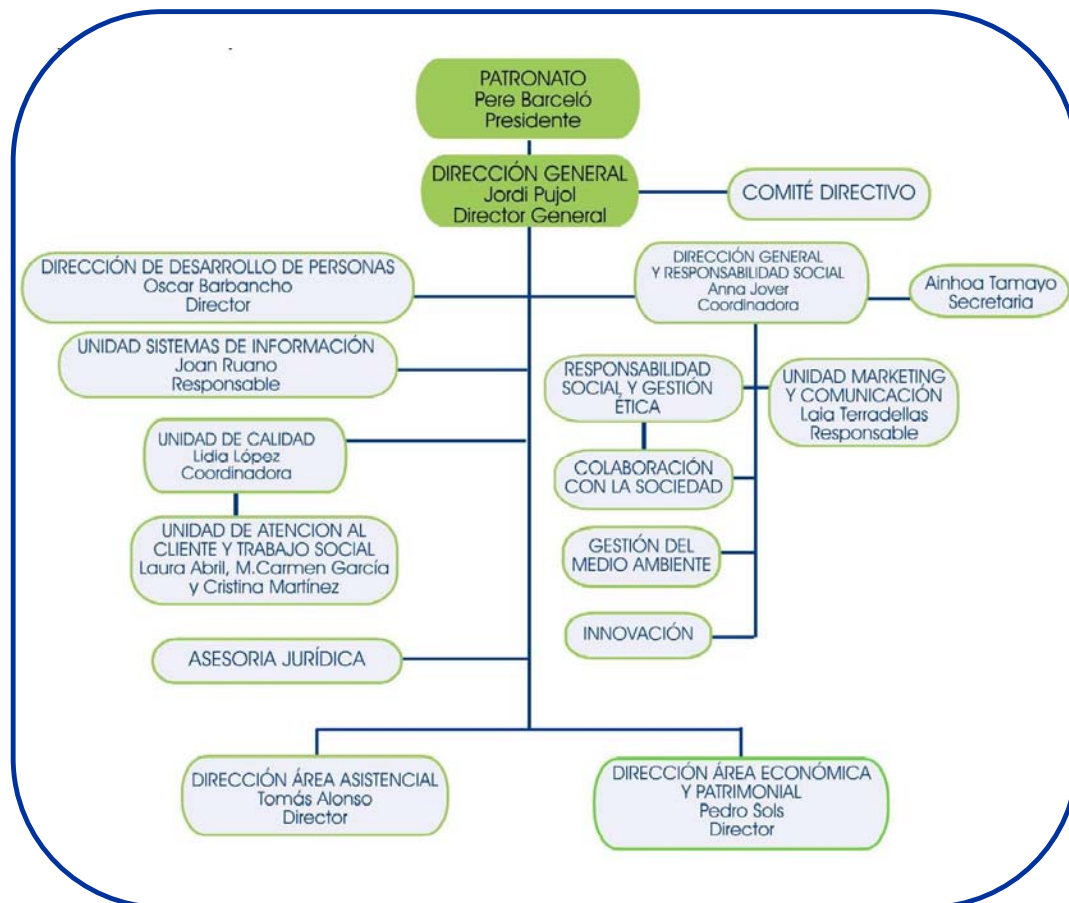 PATRONATO
Pere Barceló
Presidente
DIRECCIÓN GENERAL
Jordi Pujol
Director General
COMITÉ DIRECTIVO
DIRECCIÓN DE DESARROLLO DE PERSONAS
Oscar Barbancho
Director
DIRECCIÓN GENERAL
Y RESPONSABILIDAD SOCIAL
Anna Jover
Coordinadora
Ainhoa Tamayo
Secretaria
UNIDAD SISTEMAS DE INFORMACIÓN
Joan Ruano
Responsable
RESPONSABILIDAD
SOCIAL Y GESTIÓN
ÉTICA
UNIDAD MARKETING
Y COMUNICACIÓN
Laia Terradellas
Responsable
UNIDAD DE CALIDAD
Lidia López
Coordinadora
COLABORACIÓN
CON LA SOCIEDAD
UNIDAD DE ATENCION AL
CLIENTE Y TRABAJO SOCIAL
Laura Abril, M.Carmen García
y Cristina Martínez
GESTIÓN DEL
MEDIO AMBIENTE
INNOVACIÓN
ASESORIA JURÍDICA
DIRECCIÓN ÁREA ASISTENCIAL
Tomás Alonso
Director
DIRECCIÓN ÁREA ECONÓMICA
Y PATRIMONIAL
Pedro Sols
Director